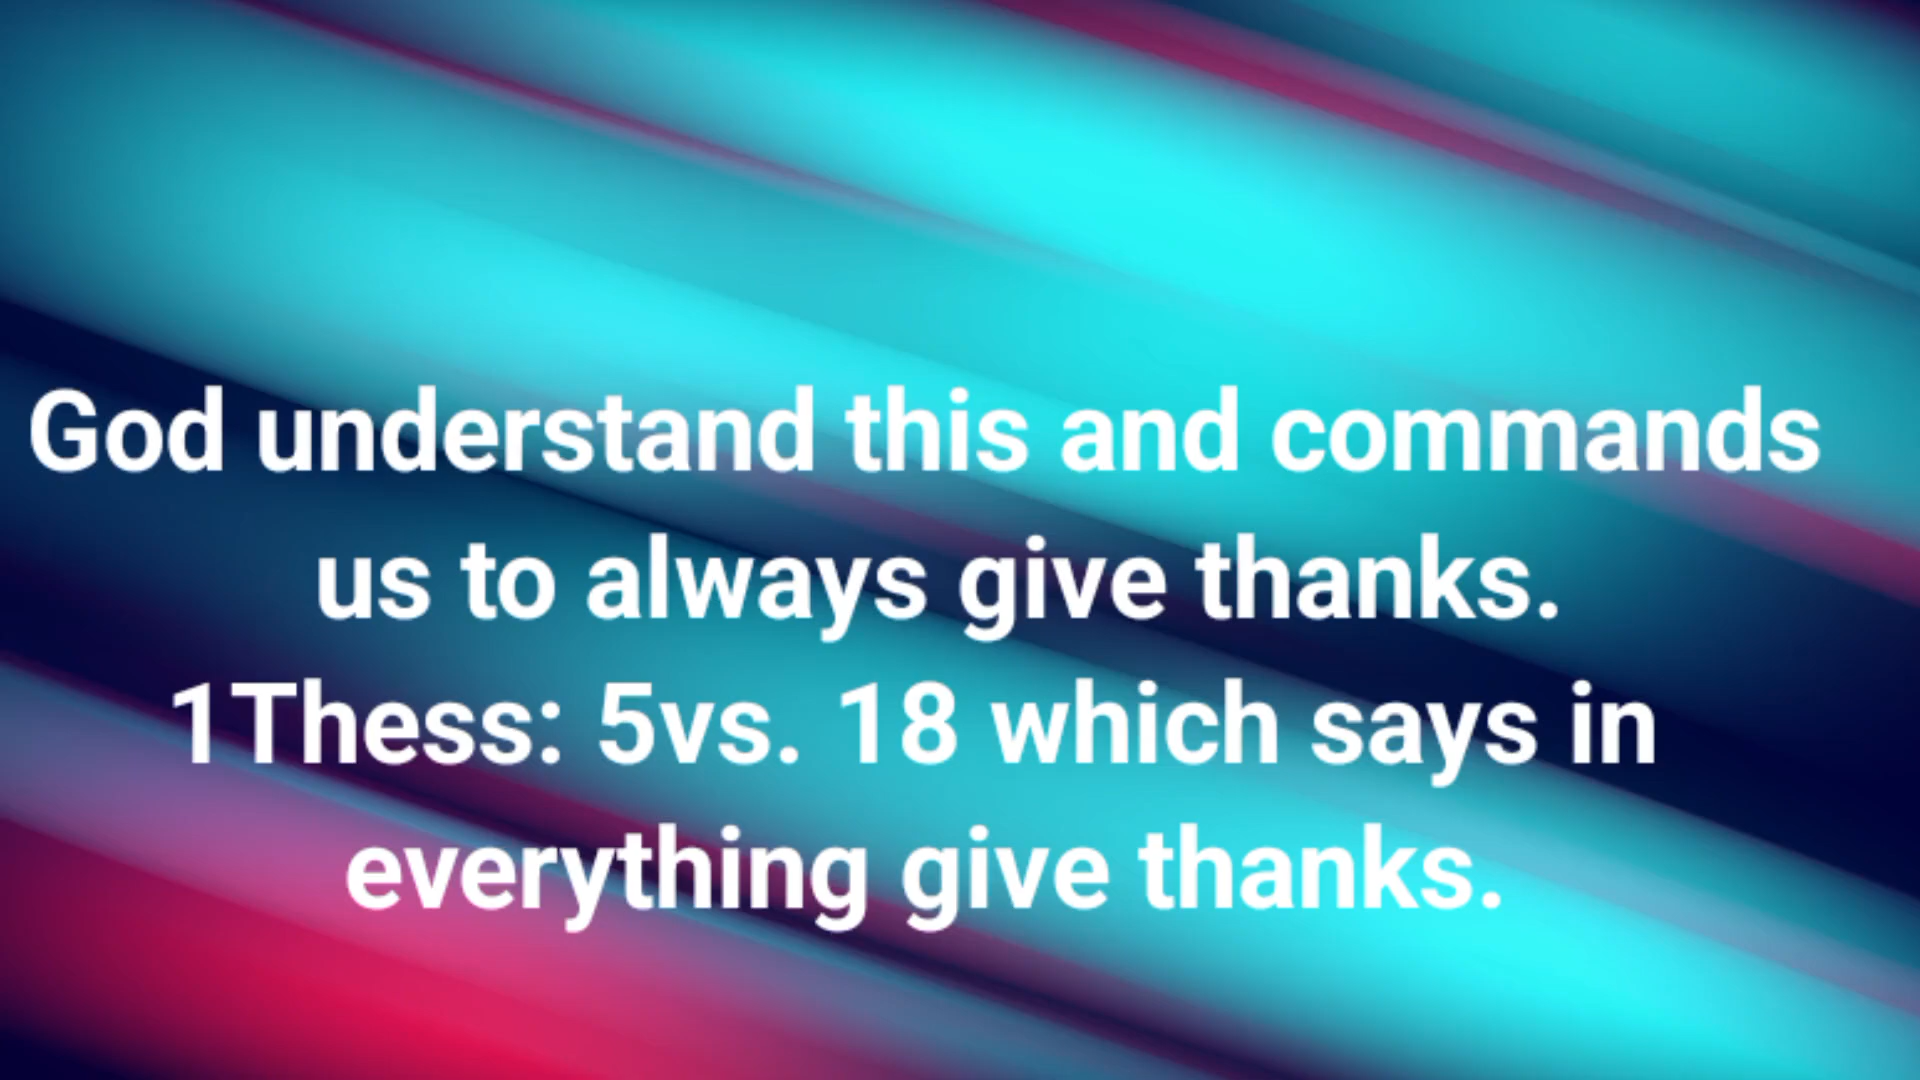 God understand this and commands
us to always give thanks.
1Thess: 5vs. 18 which says in
everything give thanks.